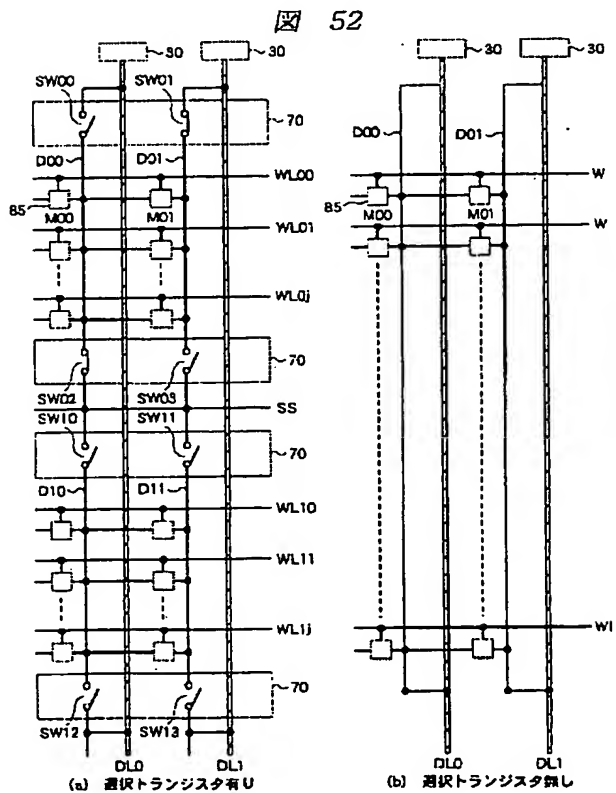 図 52
30 30
SW00 SW01
70
D00 D01
WL00
85
M00 M01
WL01
WL0j
70
SW02 SW03
SS
SW10 SW11
70
D10 D11
WL10
WL11
WL1j
70
SW12 SW13
DL0 DL1
(a) 選択トランジスタ有り
30 30
D00 D01
W
85
M00 M01
W
WI
DL0 DL1
(b) 選択トランジスタ無し